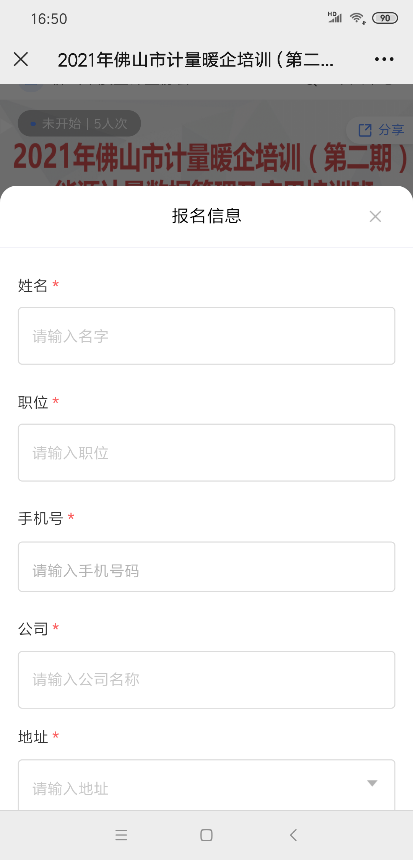 16:50
HD
90
2021年佛山市计量暖企培训(第二...
未开始 | 5人次
分享
2021年佛山市计量暖企培训(第二期)
报名信息
姓名 *
请输入名字
职位 *
请输入职位
手机号 *
请输入手机号码
公司 *
请输入公司名称
地址 *
请输入地址